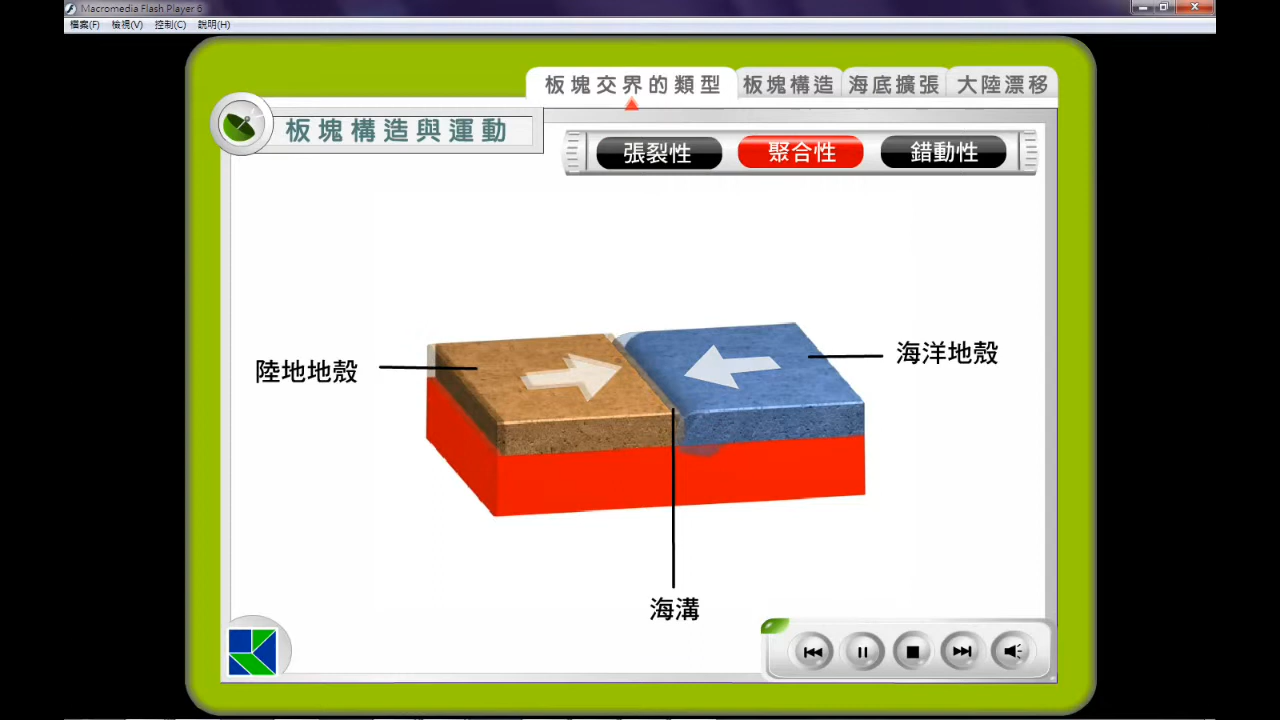 Macromedia Flash Player 6
檔案(F) 檢視(V) 控制(C) 說明(H)
板塊交界的類型 板塊構造 海底擴張 大陸漂移
板塊構造與運動
張裂性 聚合性 錯動性
海洋地殼
陸地地殼
海溝